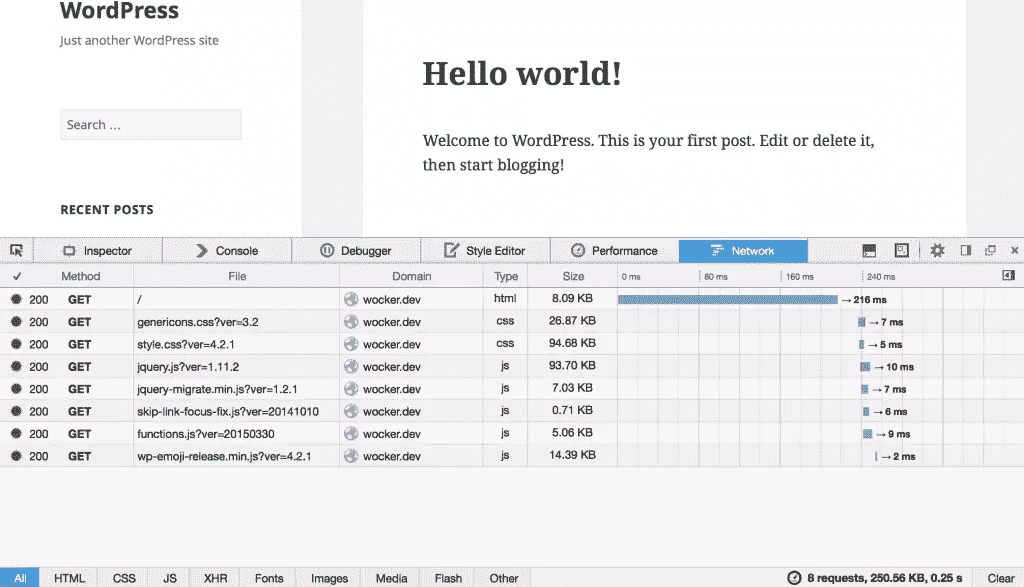 WordPress
Just another WordPress site
Search ...
RECENT POSTS
Hello world!
Welcome to WordPress. This is your first post. Edit or delete it,
then start blogging!
Inspector Console Debugger Style Editor Performance Network
✓ Method File Domain Type Size 0 ms 80 ms 160 ms 240 ms
200 GET / wocker.dev html 8.09 KB → 216 ms
200 GET genericons.css?ver=3.2 wocker.dev css 26.87 KB → 7 ms
200 GET style.css?ver=4.2.1 wocker.dev css 94.68 KB → 5 ms
200 GET jquery.js?ver=1.11.2 wocker.dev js 93.70 KB → 10 ms
200 GET jquery-migrate.min.js?ver=1.2.1 wocker.dev js 7.03 KB → 7 ms
200 GET skip-link-focus-fix.js?ver=20141010 wocker.dev js 0.71 KB → 6 ms
200 GET functions.js?ver=20150330 wocker.dev js 5.06 KB → 9 ms
200 GET wp-emoji-release.min.js?ver=4.2.1 wocker.dev js 14.39 KB → 2 ms
All HTML CSS JS XHR Fonts Images Media Flash Other 8 requests, 250.56 KB, 0.25 s Clear